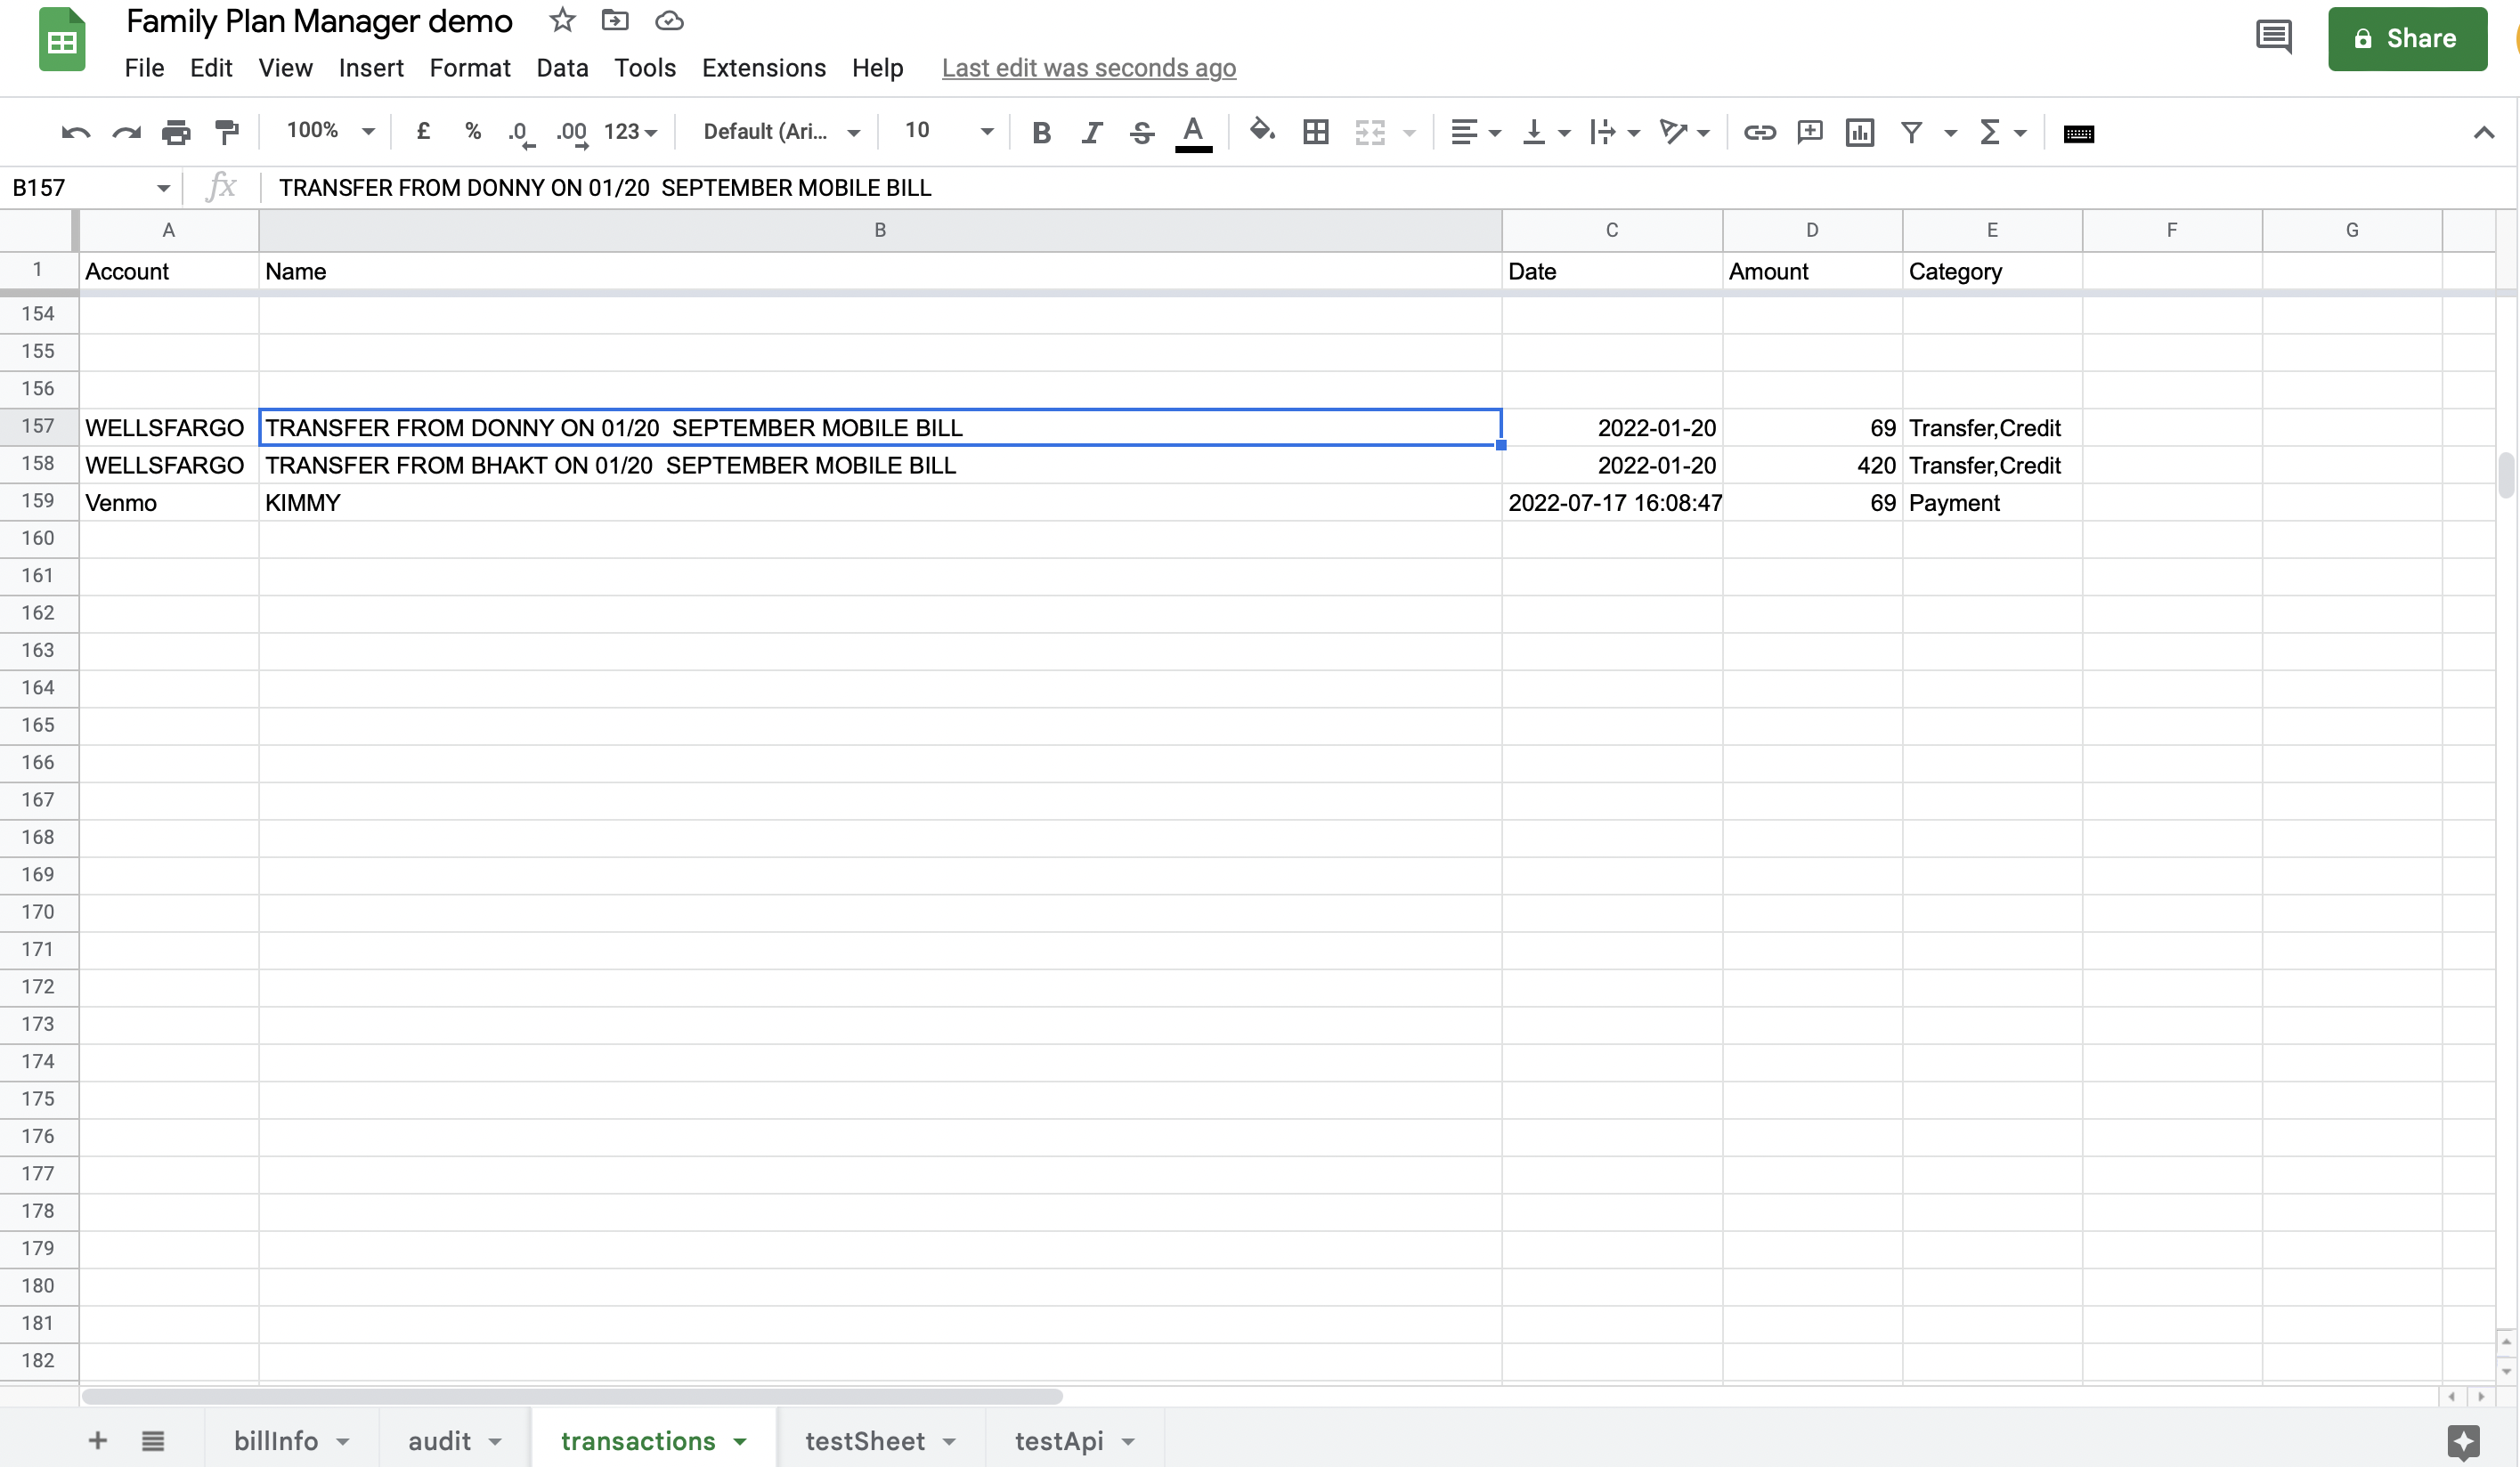 Family Plan Manager demo
File Edit View Insert Format Data Tools Extensions Help Last edit was seconds ago
Share
100% £ % .0 .00 123 Default (Ari... 10 B I S A
B157 fx TRANSFER FROM DONNY ON 01/20  SEPTEMBER MOBILE BILL
A B C D E F G
1 Account Name Date Amount Category
154
155
156
157 WELLSFARGO TRANSFER FROM DONNY ON 01/20  SEPTEMBER MOBILE BILL 2022-01-20 69 Transfer,Credit
158 WELLSFARGO TRANSFER FROM BHAKT ON 01/20  SEPTEMBER MOBILE BILL 2022-01-20 420 Transfer,Credit
159 Venmo KIMMY 2022-07-17 16:08:47 69 Payment
160
161
162
163
164
165
166
167
168
169
170
171
172
173
174
175
176
177
178
179
180
181
182
billInfo audit transactions testSheet testApi